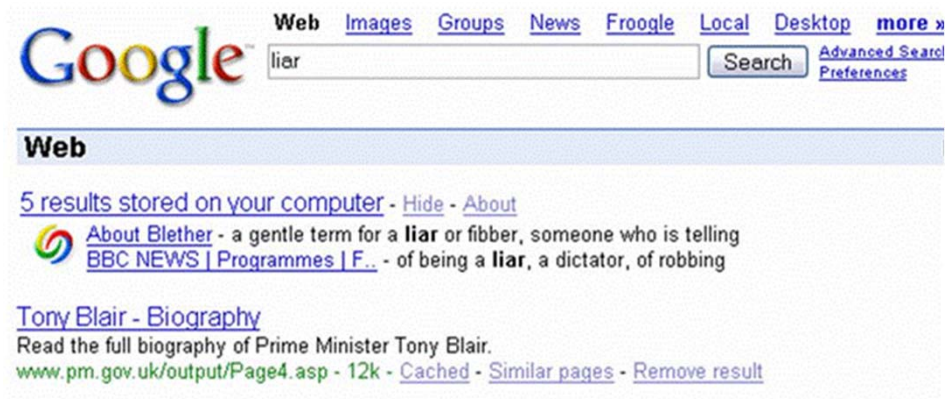 Google™
Web Images Groups News Froogle Local Desktop more »
liar Search Advanced Search
Preferences
Web
5 results stored on your computer - Hide - About
About Blether - a gentle term for a liar or fibber, someone who is telling
BBC NEWS | Programmes | F.. - of being a liar, a dictator, of robbing
Tony Blair - Biography
Read the full biography of Prime Minister Tony Blair.
www.pm.gov.uk/output/Page4.asp - 12k - Cached - Similar pages - Remove result